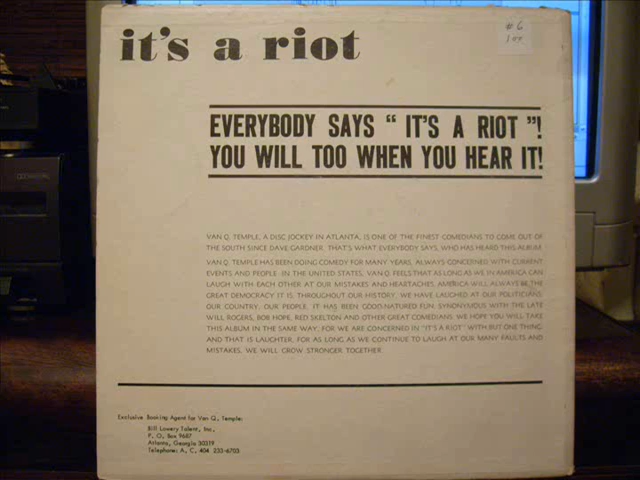 it's a riot
# 6
EVERYBODY SAYS " IT'S A RIOT "!
YOU WILL TOO WHEN YOU HEAR IT!
VAN Q. TEMPLE, A DISC JOCKEY IN ATLANTA, IS ONE OF THE FINEST COMEDIANS TO COME OUT OF
THE SOUTH SINCE DAVE GARDNER. THAT'S WHAT EVERYBODY SAYS, WHO HAS HEARD THIS ALBUM.
VAN Q. TEMPLE HAS BEEN DOING COMEDY FOR MANY YEARS, ALWAYS CONCERNED WITH CURRENT
EVENTS AND PEOPLE IN THE UNITED STATES. VAN Q. FEELS THAT AS LONG AS WE IN AMERICA CAN
LAUGH WITH EACH OTHER AT OUR MISTAKES AND HEARTACHES, AMERICA WILL ALWAYS BE THE
GREAT DEMOCRACY IT IS. THROUGHOUT OUR HISTORY, WE HAVE LAUGHED AT OUR POLITICIANS,
OUR COUNTRY, OUR PEOPLE. IT HAS BEEN GOOD-NATURED FUN, SYNONYMOUS WITH THE LATE
WILL ROGERS, BOB HOPE, RED SKELTON AND OTHER GREAT COMEDIANS. WE HOPE YOU WILL TAKE
THIS ALBUM IN THE SAME WAY, FOR WE ARE CONCERNED IN "IT'S A RIOT" WITH BUT ONE THING
AND THAT IS LAUGHTER. FOR AS LONG AS WE CONTINUE TO LAUGH AT OUR MANY FAULTS AND
MISTAKES, WE WILL GROW STRONGER TOGETHER.
Exclusive Booking Agent for Van Q. Temple:
Bill Lowery Talent, Inc.
P. O. Box 9687
Atlanta, Georgia 30319
Telephone: A. C. 404 233-6703